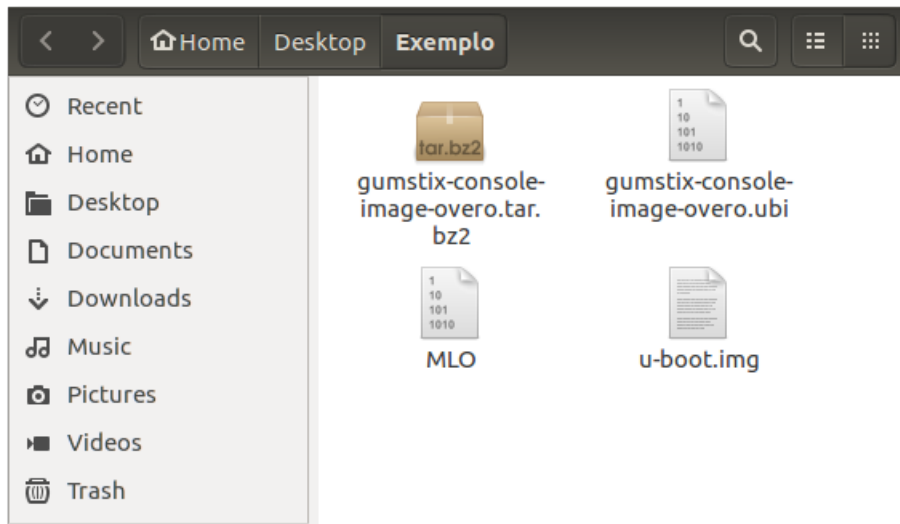 Home Desktop Exemplo
Recent
Home
Desktop
Documents
Downloads
Music
Pictures
Videos
Trash
tar.bz2
gumstix-console-
image-overo.tar.
bz2
1
10
101
1010
gumstix-console-
image-overo.ubi
1
10
101
1010
MLO
u-boot.img